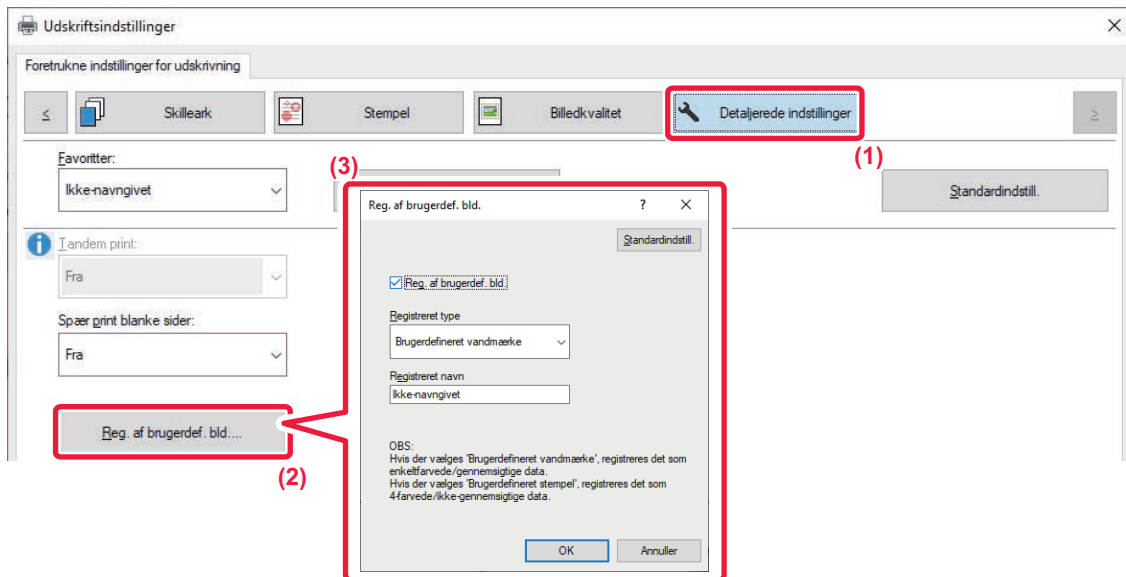 Udskriftsindstillinger
Foretrukne indstillinger for udskrivning
< Skilleark Stempel Billedkvalitet Detaljerede indstillinger >
(1)
Favoritter:
Ikke-navngivet
Standardindstill.
Tandem print:
Fra
Spær print blanke sider:
Fra
Reg. af brugerdef. bld....
(2)
(3)
Reg. af brugerdef. bld. ?
Standardindstill.
Reg. af brugerdef. bld.
Registreret type
Brugerdefineret vandmærke
Registreret navn
Ikke-navngivet
OBS:
Hvis der vælges 'Brugerdefineret vandmærke', registreres det som
enkeltfarvede/gennemsigtige data.
Hvis der vælges 'Brugerdefineret stempel', registreres det som
4-farvede/ikke-gennemsigtige data.
OK Annuller